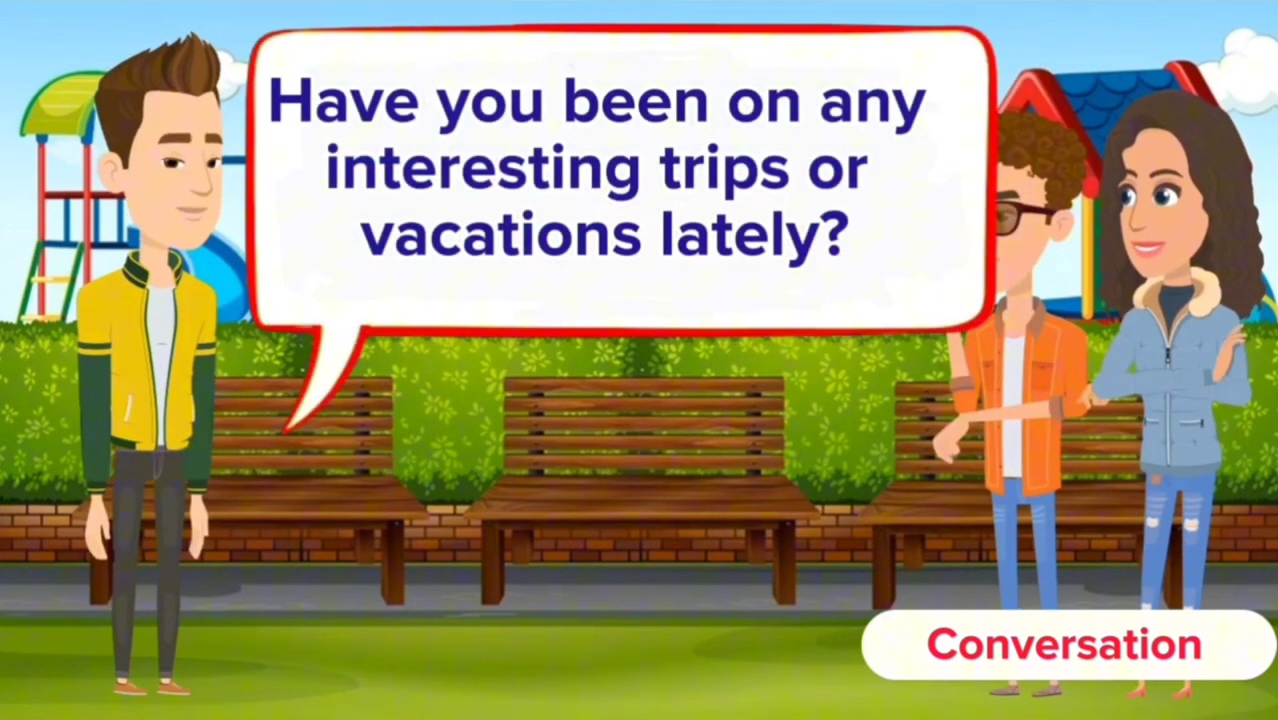 Have you been on any
interesting trips or
vacations lately?
Conversation